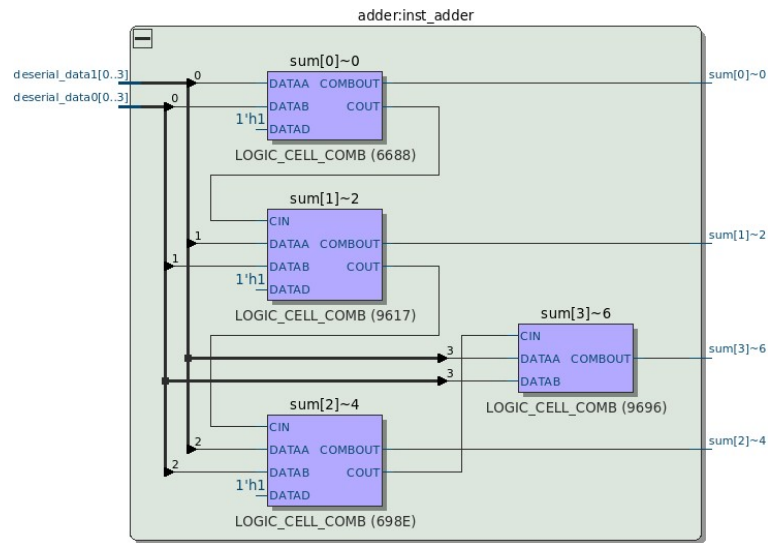 adder:inst_adder
deserial_data1[0..3]
deserial_data0[0..3]
sum[0]~0
0
0
DATAA COMBOUT
DATAB COUT
1'h1 DATAD
LOGIC_CELL_COMB (6688)
sum[0]~0
sum[1]~2
CIN
1 DATAA COMBOUT
1 DATAB COUT
1'h1 DATAD
LOGIC_CELL_COMB (9617)
sum[1]~2
sum[3]~6
CIN
3 DATAA COMBOUT
3 DATAB
LOGIC_CELL_COMB (9696)
sum[3]~6
sum[2]~4
CIN
2 DATAA COMBOUT
2 DATAB COUT
1'h1 DATAD
LOGIC_CELL_COMB (698E)
sum[2]~4